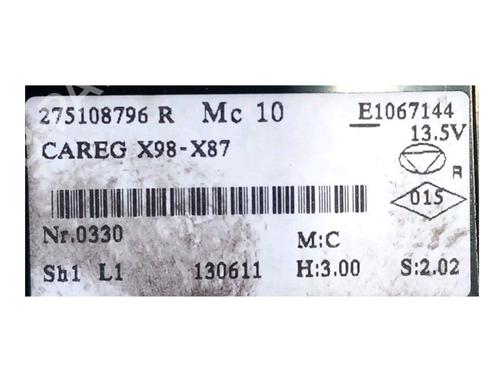 275108796 R Mc 10 E1067144
13.5V
CAREG X98-X87
R
015
Nr.0330 M:C
Sh1 L1 130611 H:3.00 S:2.02